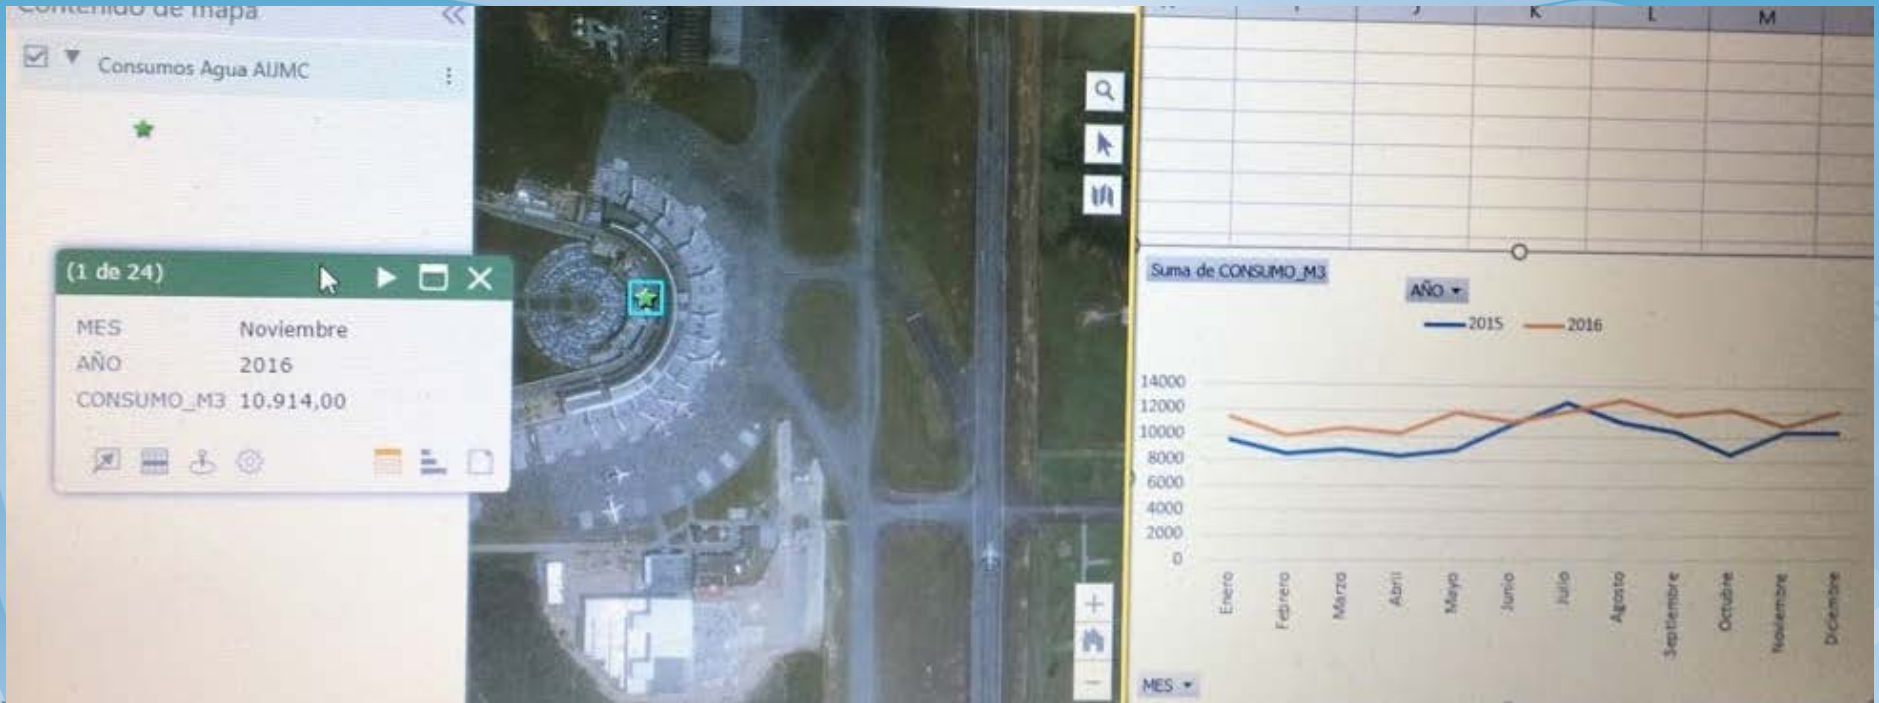 Contenido de mapa
Consumos Agua AIJMC
(1 de 24)
MES Noviembre
AÑO 2016
CONSUMO_M3 10.914,00
J K L M
Suma de CONSUMO_M3
AÑO
2015 2016
14000
12000
10000
8000
6000
4000
2000
0
Enero
Febrero
Marzo
Abril
Mayo
Junio
Julio
Agosto
Septiembre
Octubre
Noviembre
Diciembre
MES